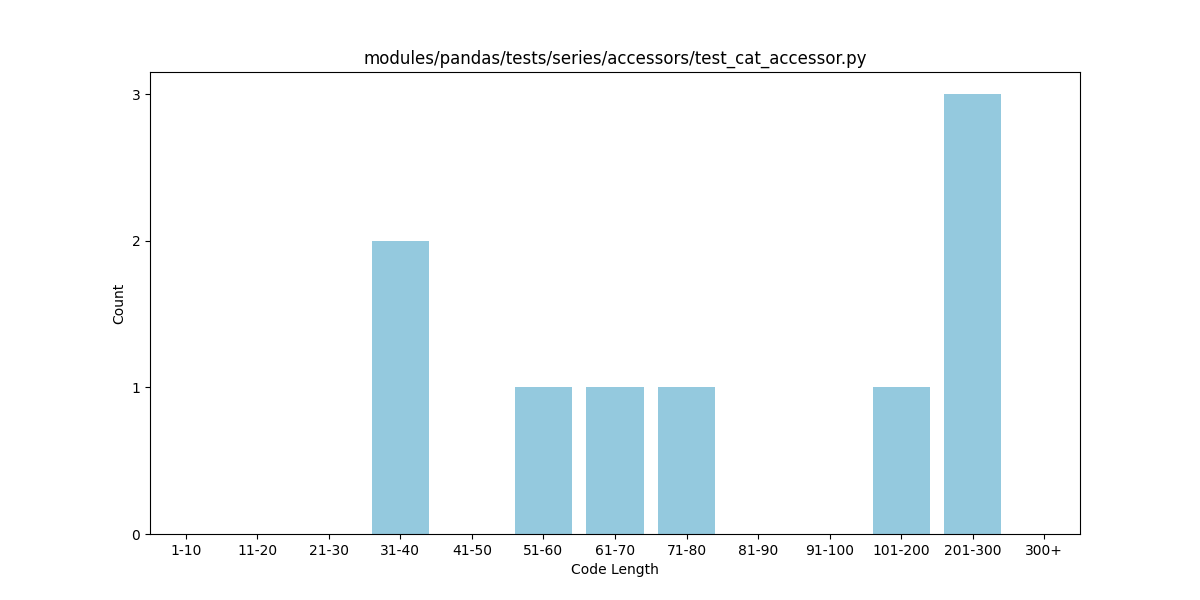 modules/pandas/tests/series/accessors/test_cat_accessor.py
3
2
1
0
Count
1-10 11-20 21-30 31-40 41-50 51-60 61-70 71-80 81-90 91-100 101-200 201-300 300+
Code Length